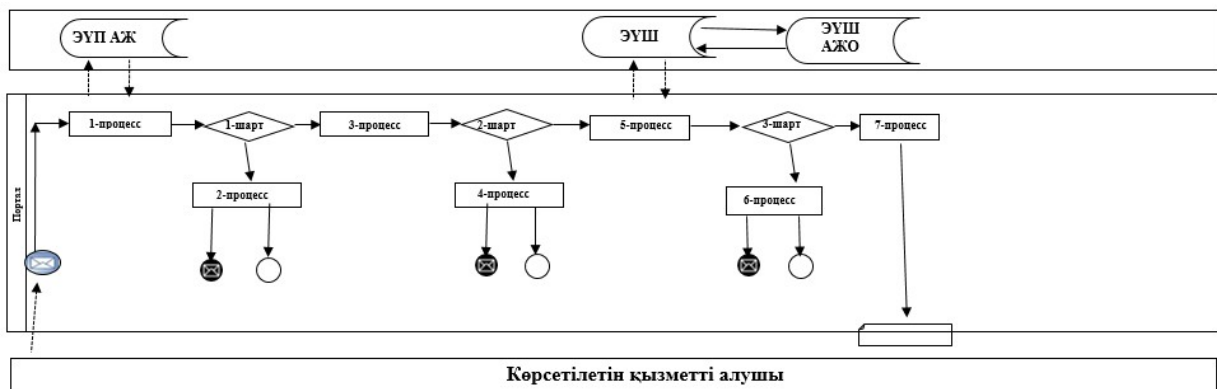 ЭҮП АЖ
ЭҮШ
ЭҮШ
АЖО
1-процесс
1-шарт
3-процесс
2-шарт
5-процесс
3-шарт
7-процесс
2-процесс
4-процесс
6-процесс
Портал
Көрсетілетін қызметті алушы